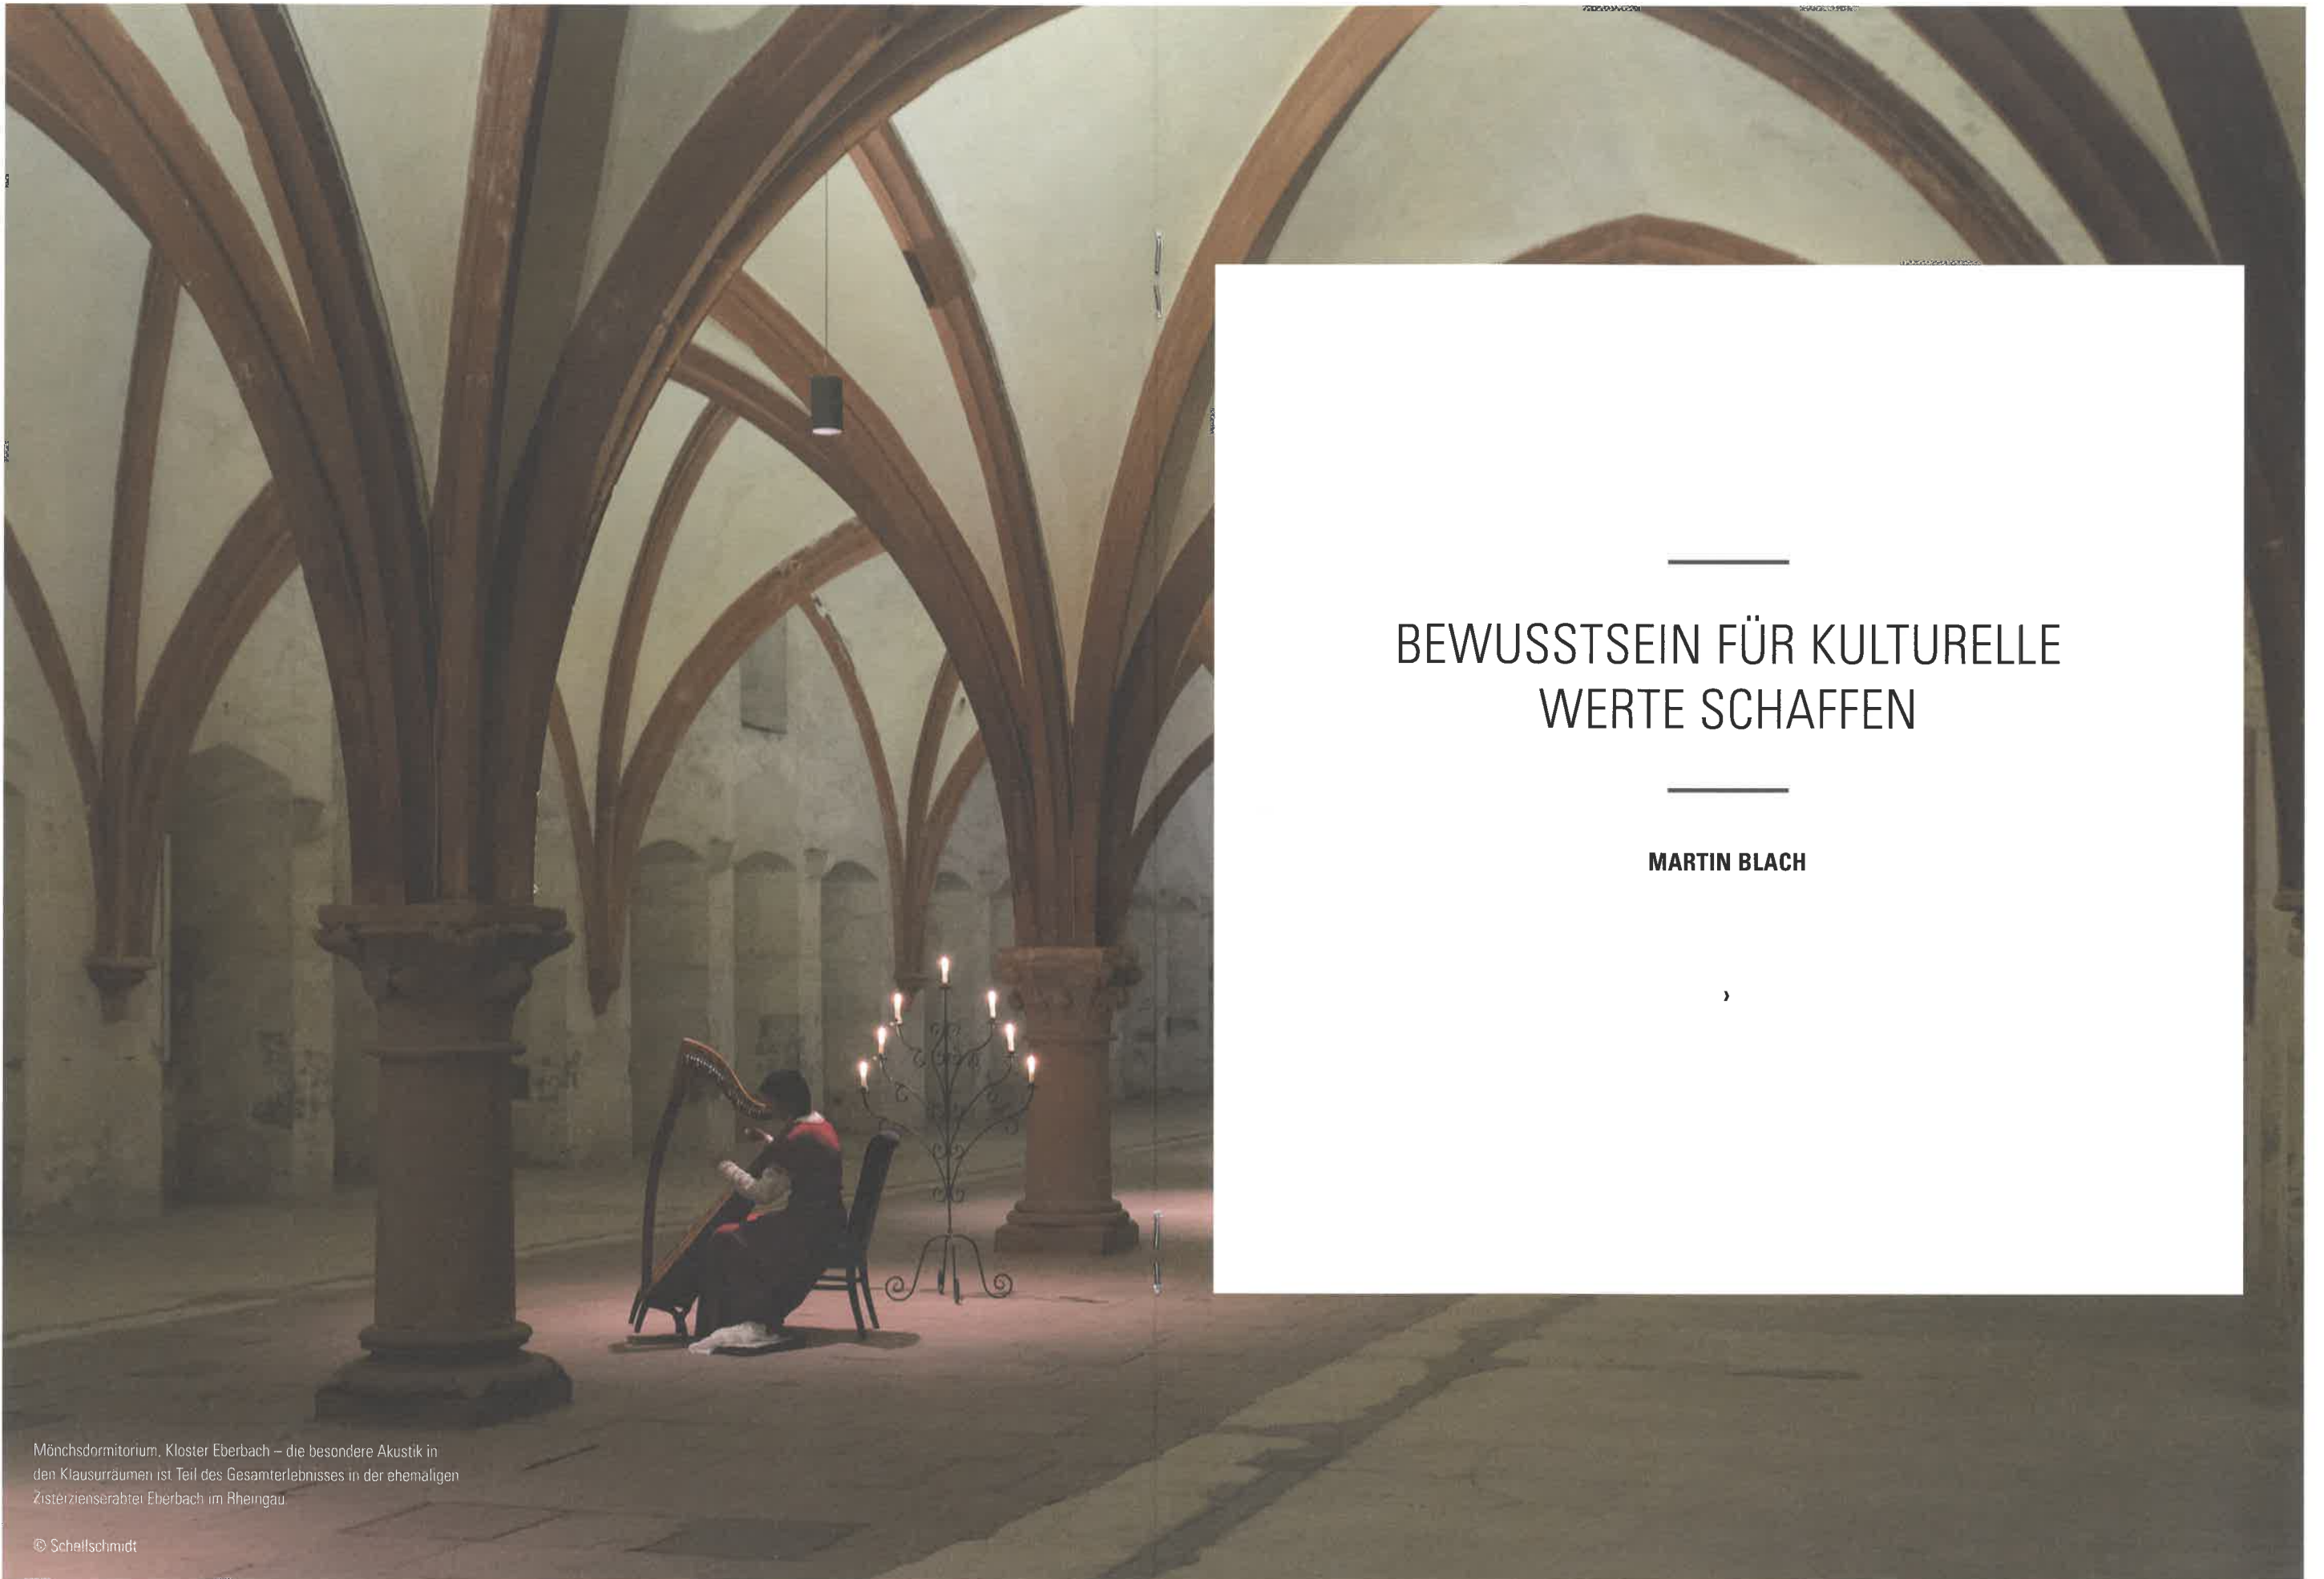 BEWUSSTSEIN FÜR KULTURELLE
WERTE SCHAFFEN
MARTIN BLACH
›
Mönchsdormitorium, Kloster Eberbach – die besondere Akustik in
den Klausurräumen ist Teil des Gesamterlebnisses in der ehemaligen
Zisterzienserabtei Eberbach im Rheingau
© Schellschmidt